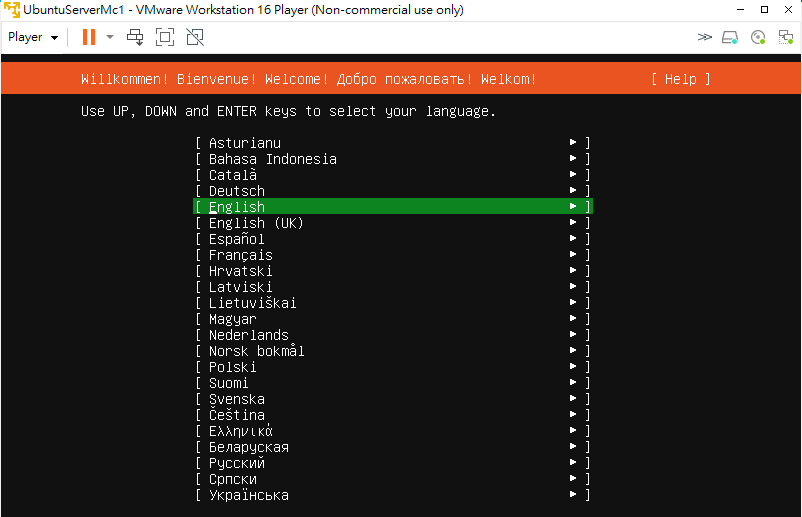 UbuntuServerMc1 - VMware Workstation 16 Player (Non-commercial use only)
Player
Willkommen! Bienvenue! Welcome! Добро пожаловать! Welkom! [ Help ]
Use UP, DOWN and ENTER keys to select your language.
[ Asturianu ► ]
[ Bahasa Indonesia ► ]
[ Català ► ]
[ Deutsch ► ]
[ English ► ]
[ English (UK) ► ]
[ Español ► ]
[ Français ► ]
[ Hrvatski ► ]
[ Latviski ► ]
[ Lietuviškai ► ]
[ Magyar ► ]
[ Nederlands ► ]
[ Norsk bokmål ► ]
[ Polski ► ]
[ Suomi ► ]
[ Svenska ► ]
[ Čeština ► ]
[ Ελληνικά ► ]
[ Беларуская ► ]
[ Русский ► ]
[ Српски ► ]
[ Українська ► ]